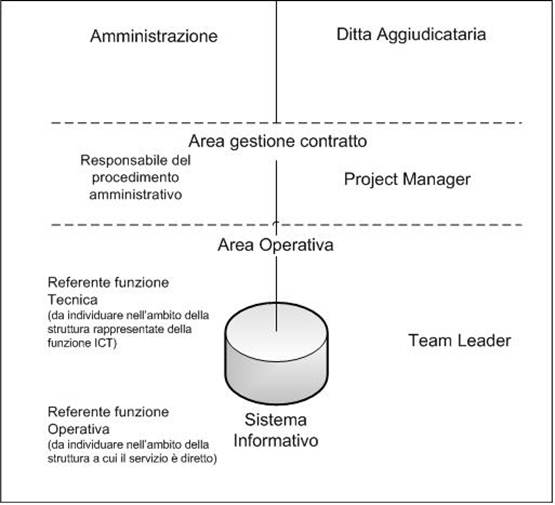 Amministrazione
Ditta Aggiudicataria
Area gestione contratto
Responsabile del
procedimento
amministrativo
Project Manager
Area Operativa
Referente funzione
Tecnica
(da individuare nell'ambito della
struttura rappresentate della
funzione ICT)
Team Leader
Referente funzione
Operativa
(da individuare nell'ambito della
struttura a cui il servizio è diretto)
Sistema
Informativo